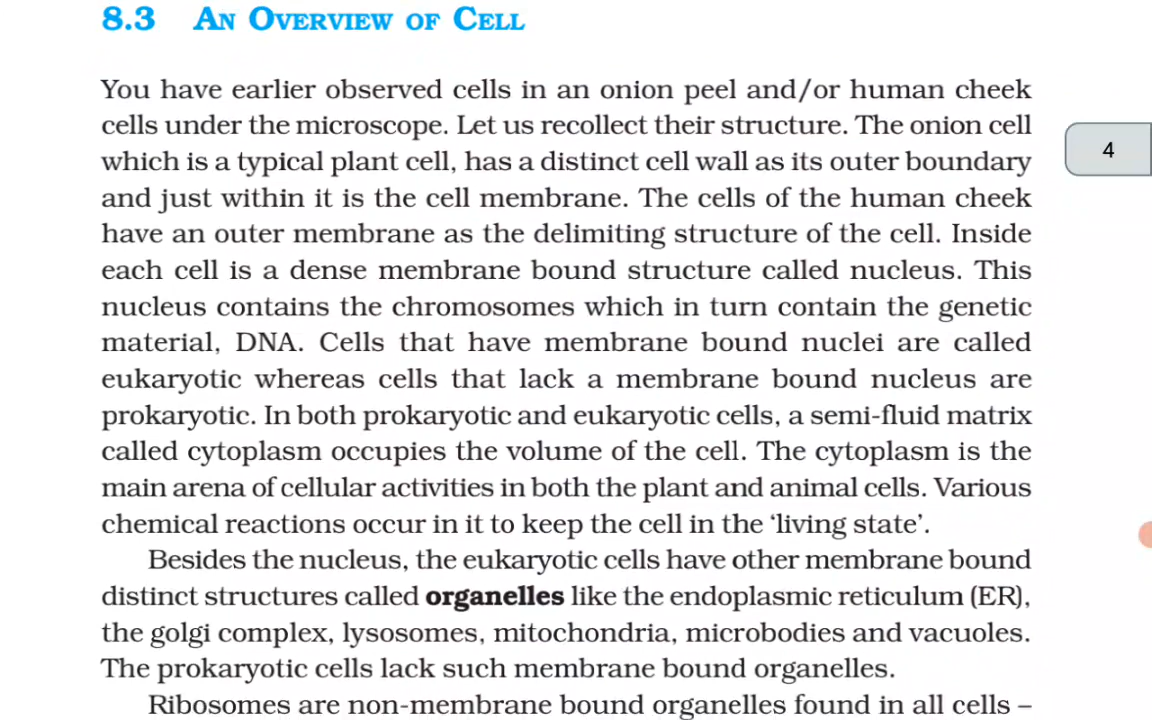 8.3 AN OVERVIEW OF CELL
You have earlier observed cells in an onion peel and/or human cheek
cells under the microscope. Let us recollect their structure. The onion cell
which is a typical plant cell, has a distinct cell wall as its outer boundary
and just within it is the cell membrane. The cells of the human cheek
have an outer membrane as the delimiting structure of the cell. Inside
each cell is a dense membrane bound structure called nucleus. This
nucleus contains the chromosomes which in turn contain the genetic
material, DNA. Cells that have membrane bound nuclei are called
eukaryotic whereas cells that lack a membrane bound nucleus are
prokaryotic. In both prokaryotic and eukaryotic cells, a semi-fluid matrix
called cytoplasm occupies the volume of the cell. The cytoplasm is the
main arena of cellular activities in both the plant and animal cells. Various
chemical reactions occur in it to keep the cell in the ‘living state’.
Besides the nucleus, the eukaryotic cells have other membrane bound
distinct structures called organelles like the endoplasmic reticulum (ER),
the golgi complex, lysosomes, mitochondria, microbodies and vacuoles.
The prokaryotic cells lack such membrane bound organelles.
Ribosomes are non-membrane bound organelles found in all cells –
4